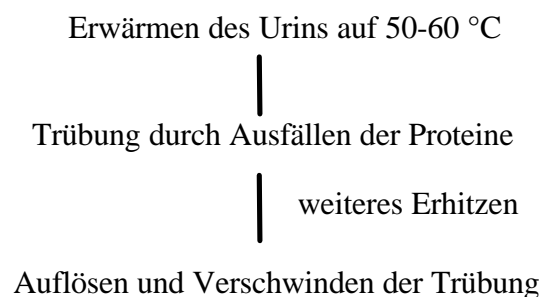 Erwärmen des Urins auf 50-60 °C
Trübung durch Ausfällen der Proteine
weiteres Erhitzen
Auflösen und Verschwinden der Trübung